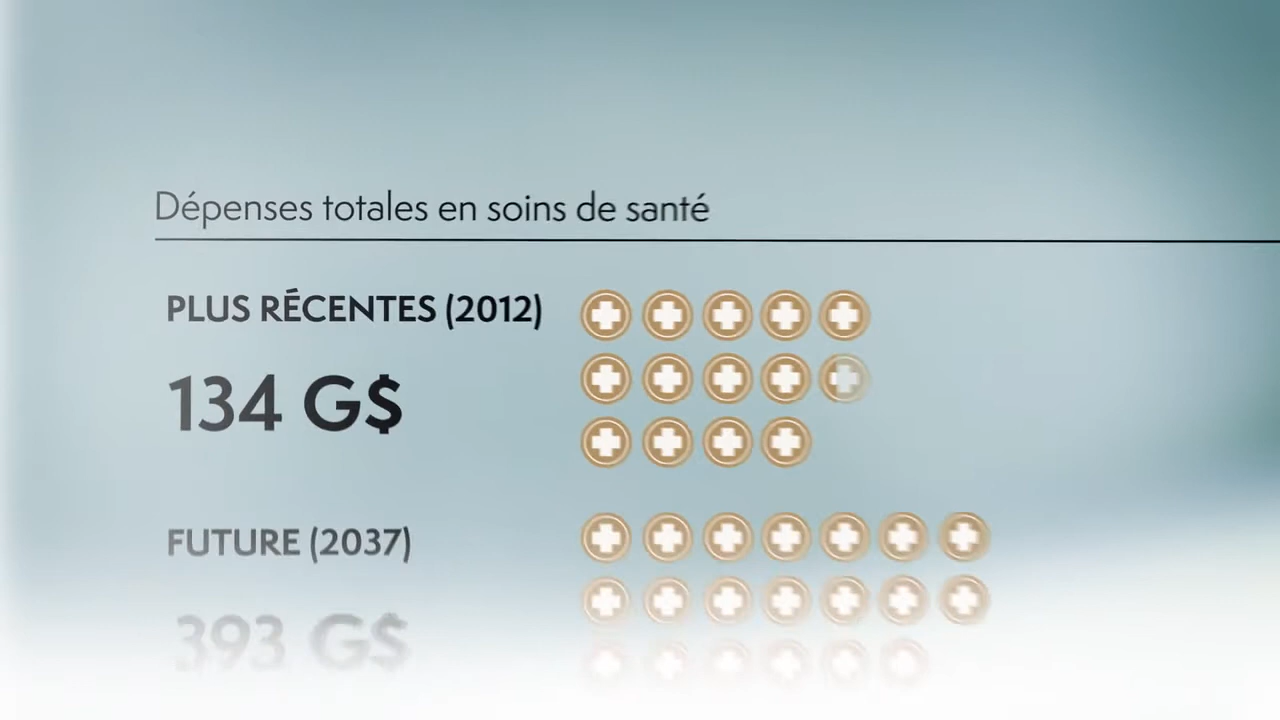 Dépenses totales en soins de santé
PLUS RÉCENTES (2012)
134 G$
FUTURE (2037)
393 G$